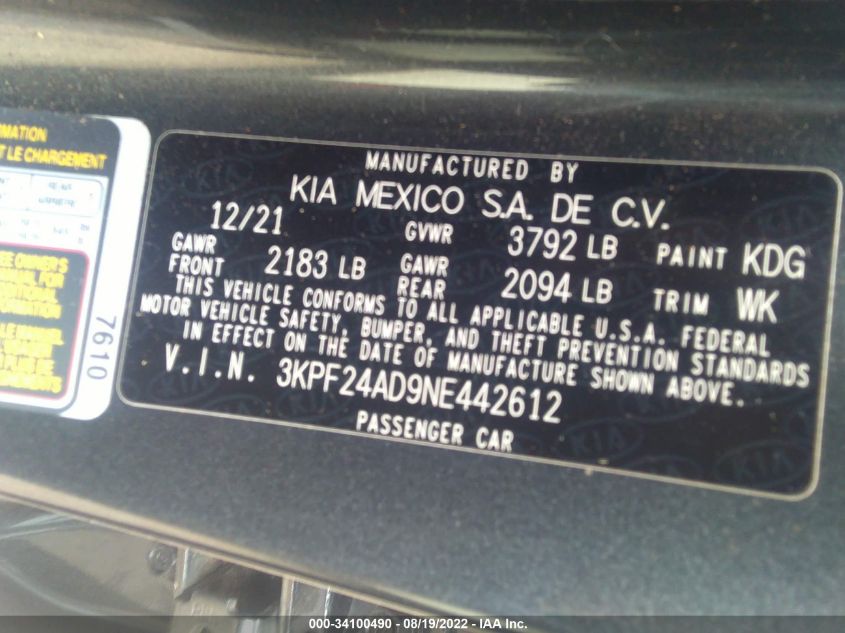 MATION
T LE CHARGEMENT
7610
MANUFACTURED BY
KIA MEXICO S.A. DE C.V.
12/21 GVWR 3792 LB PAINT KDG
GAWR FRONT 2183 LB GAWR REAR 2094 LB TRIM WK
THIS VEHICLE CONFORMS TO ALL APPLICABLE U.S.A. FEDERAL
MOTOR VEHICLE SAFETY, BUMPER, AND THEFT PREVENTION STANDARDS
IN EFFECT ON THE DATE OF MANUFACTURE SHOWN ABOVE.
V.I.N. 3KPF24AD9NE442612
PASSENGER CAR
000-34100490 - 08/19/2022 - IAA Inc.